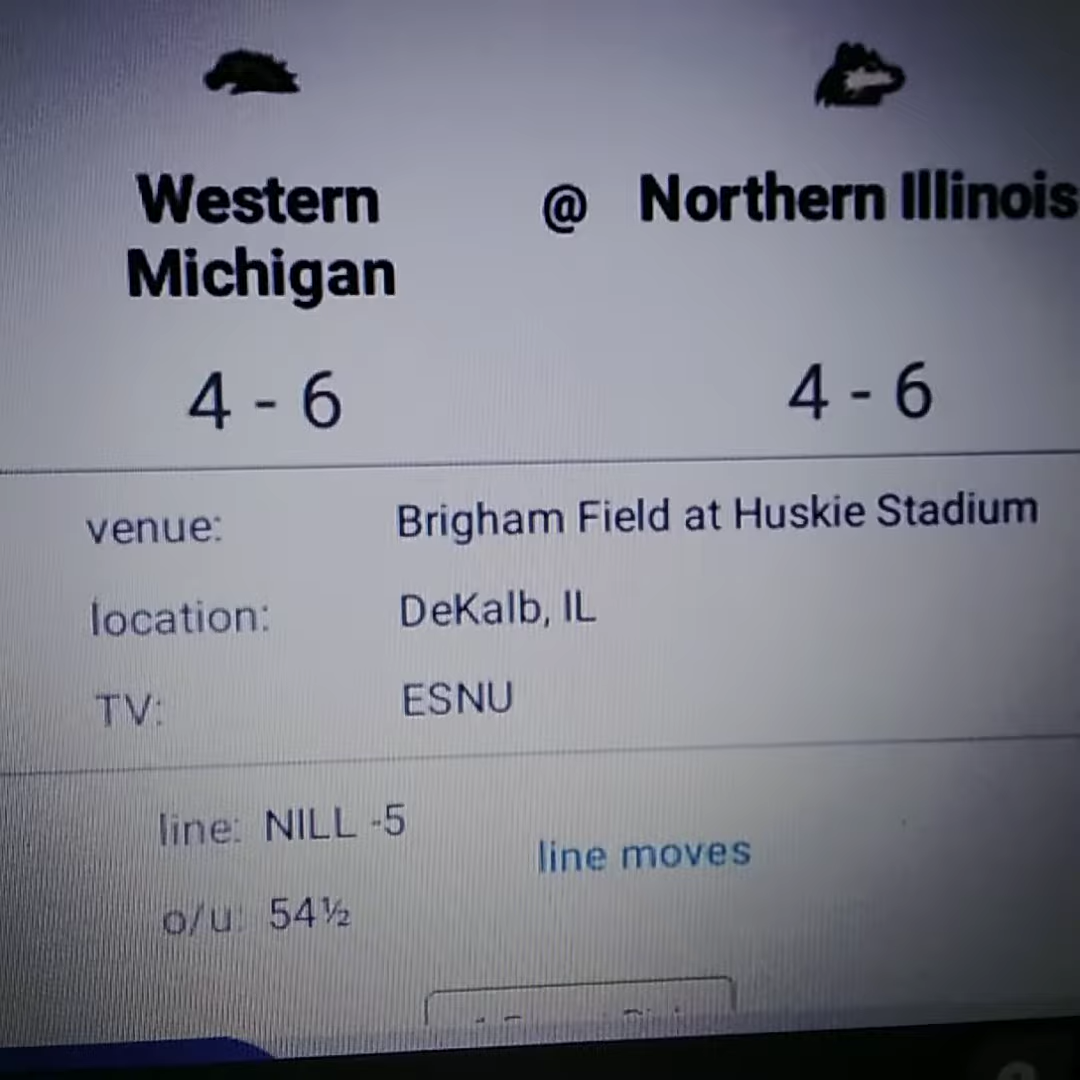 Western Michigan @ Northern Illinois
4 - 6 4 - 6
venue: Brigham Field at Huskie Stadium
location: DeKalb, IL
TV: ESNU
line: NILL -5
line moves
o/u: 54½